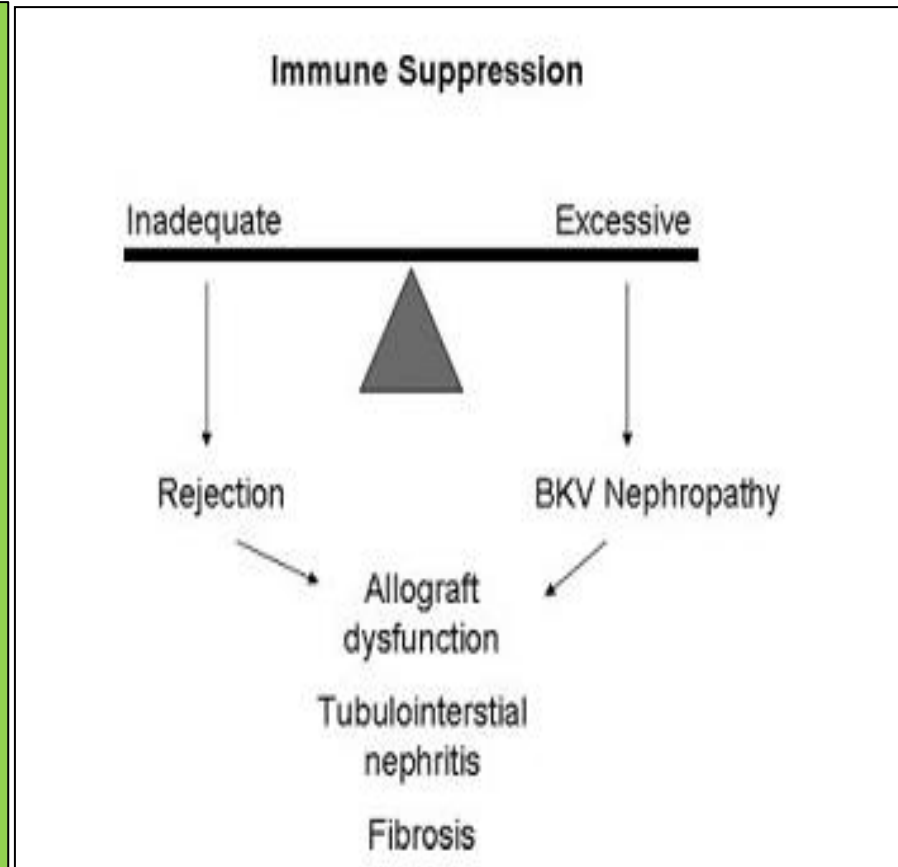 Immune Suppression
Inadequate
Excessive
Rejection
BKV Nephropathy
Allograft
dysfunction
Tubulointerstial
nephritis
Fibrosis